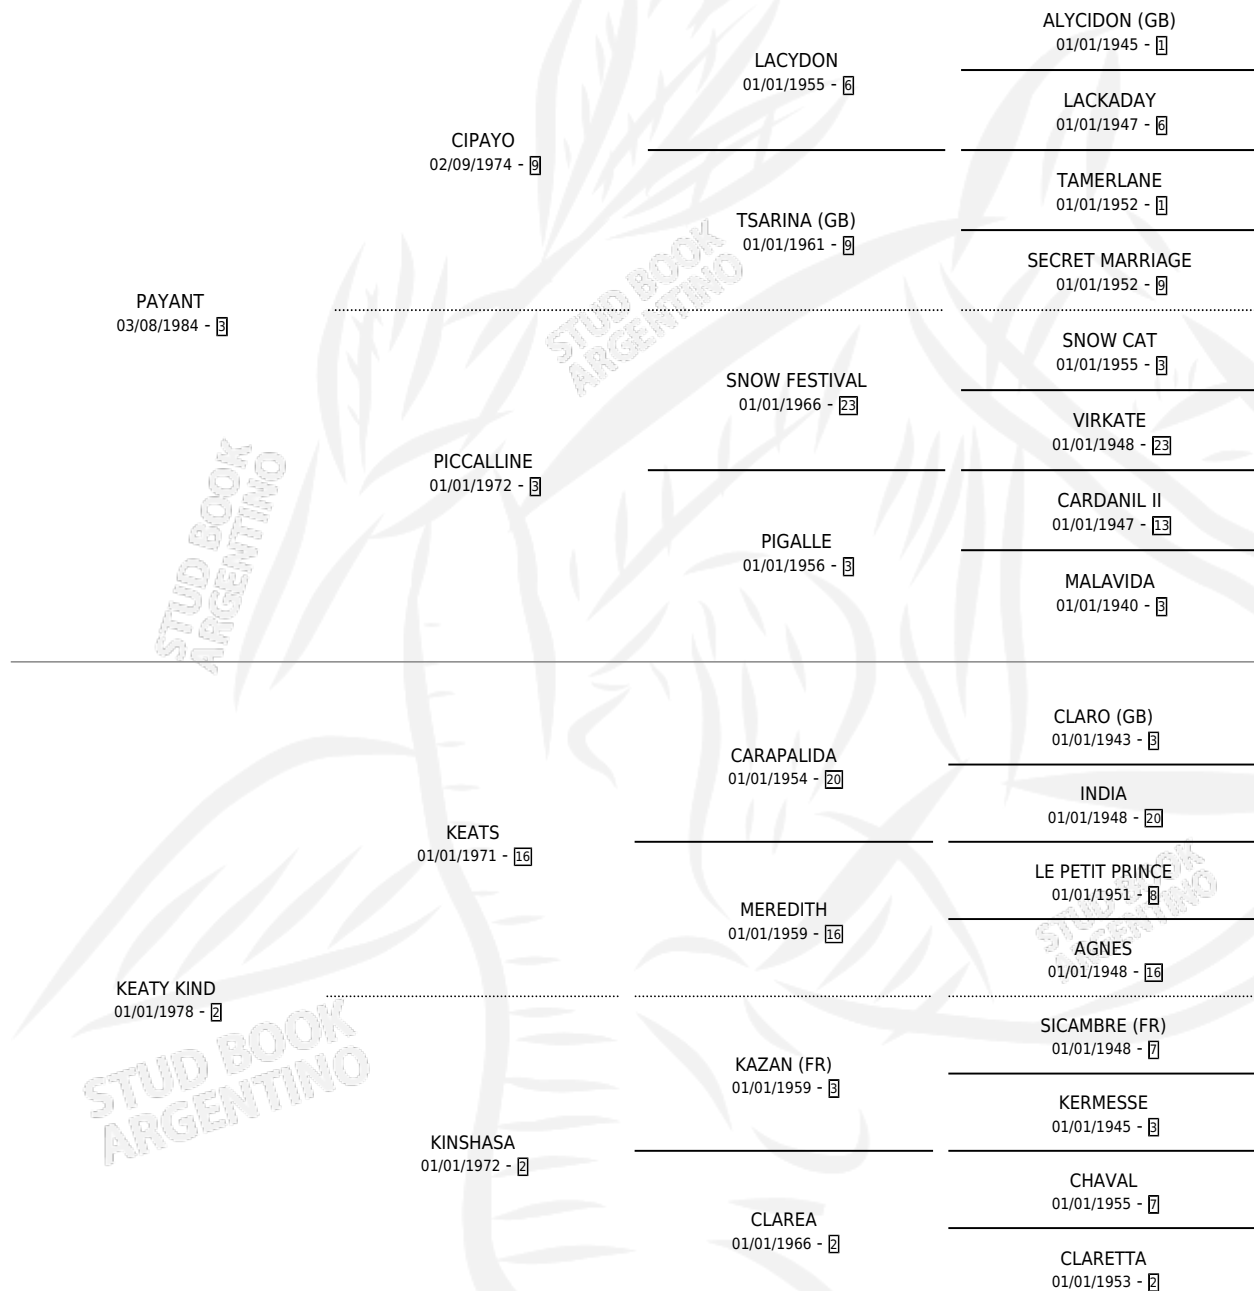 ALYCIDON (GB)
01/01/1945 - 1
LACYDON
01/01/1955 - 6
LACKADAY
01/01/1947 - 6
CIPAYO
02/09/1974 - 9
TAMERLANE
01/01/1952 - 1
TSARINA (GB)
01/01/1961 - 9
SECRET MARRIAGE
01/01/1952 - 9
PAYANT
03/08/1984 - 3
STUD BOOK
ARGENTINO
SNOW CAT
01/01/1955 - 3
SNOW FESTIVAL
01/01/1966 - 23
VIRKATE
01/01/1948 - 23
PICCALLINE
01/01/1972 - 3
CARDANIL II
01/01/1947 - 13
PIGALLE
01/01/1956 - 3
MALAVIDA
01/01/1940 - 3
STUD BOOK
ARGENTINO
CLARO (GB)
01/01/1943 - 3
CARAPALIDA
01/01/1954 - 20
INDIA
01/01/1948 - 20
KEATS
01/01/1971 - 16
LE PETIT PRINCE
01/01/1951 - 8
MEREDITH
01/01/1959 - 16
AGNES
01/01/1948 - 16
STUD BOOK
ARGENTINO
KEATY KIND
01/01/1978 - 2
SICAMBRE (FR)
01/01/1948 - 7
KAZAN (FR)
01/01/1959 - 3
KERMESSE
01/01/1945 - 3
STUD BOOK
ARGENTINO
KINSHASA
01/01/1972 - 2
CHAVAL
01/01/1955 - 7
CLAREA
01/01/1966 - 2
CLARETTA
01/01/1953 - 2